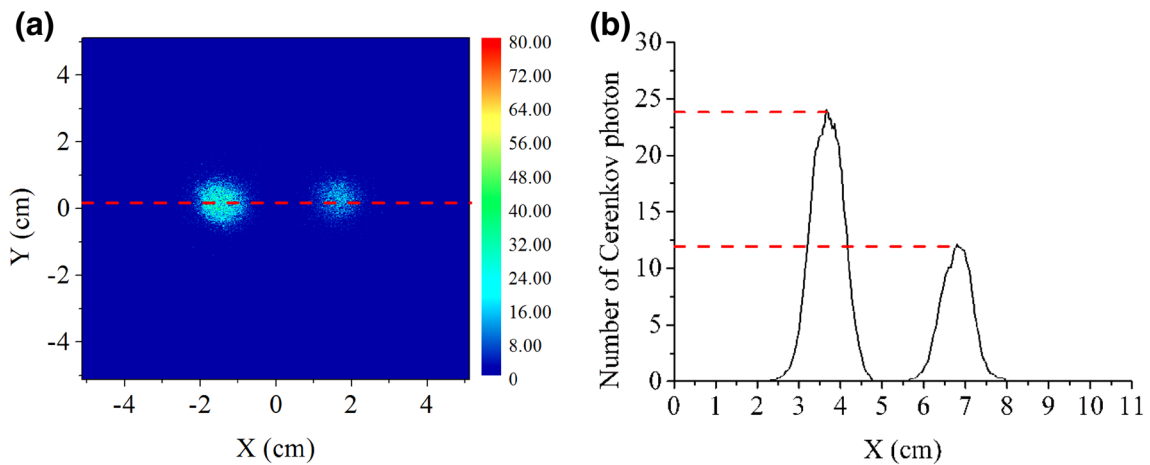 (a)
4
2
0
-2
-4
Y (cm)
-4 -2 0 2 4
X (cm)
80.00
72.00
64.00
56.00
48.00
40.00
32.00
24.00
16.00
8.00
0
(b)
Number of Cerenkov photon
30
25
20
15
10
5
0
0 1 2 3 4 5 6 7 8 9 10 11
X (cm)